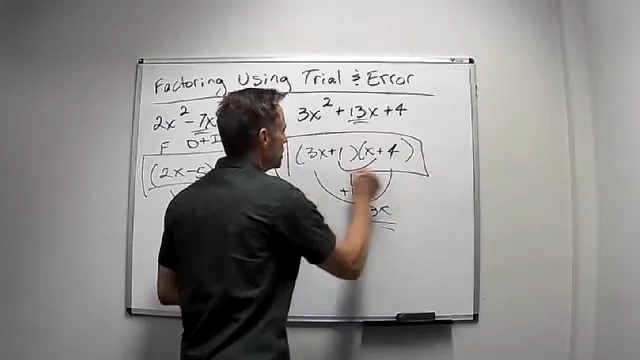 Factoring Using Trial & Error
2x² - 7x
3x² + 13x + 4
F O+I
(2x-5)
(3x+1)(x+4)
+
3x